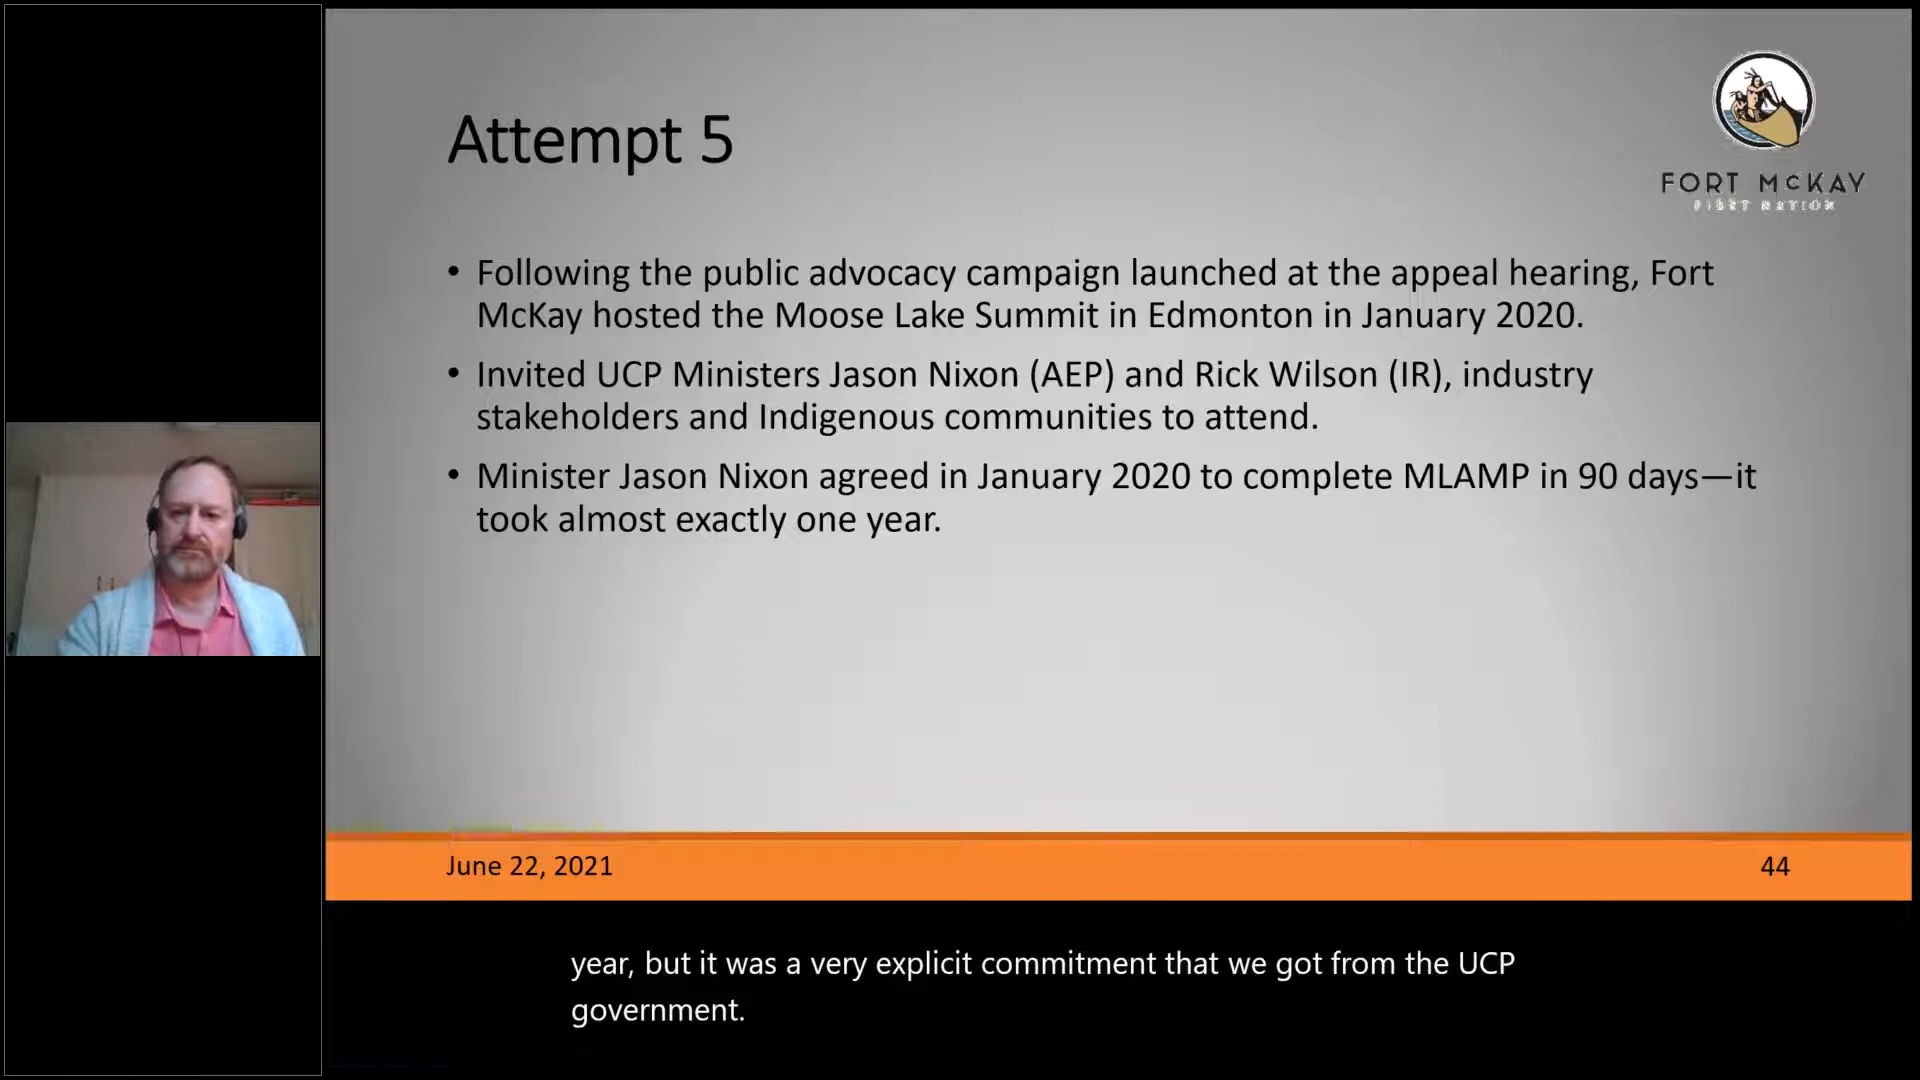 Attempt 5
FORT McKAY
FIRST NATION
• Following the public advocacy campaign launched at the appeal hearing, Fort
McKay hosted the Moose Lake Summit in Edmonton in January 2020.
• Invited UCP Ministers Jason Nixon (AEP) and Rick Wilson (IR), industry
stakeholders and Indigenous communities to attend.
• Minister Jason Nixon agreed in January 2020 to complete MLAMP in 90 days—it
took almost exactly one year.
June 22, 2021
44
year, but it was a very explicit commitment that we got from the UCP
government.